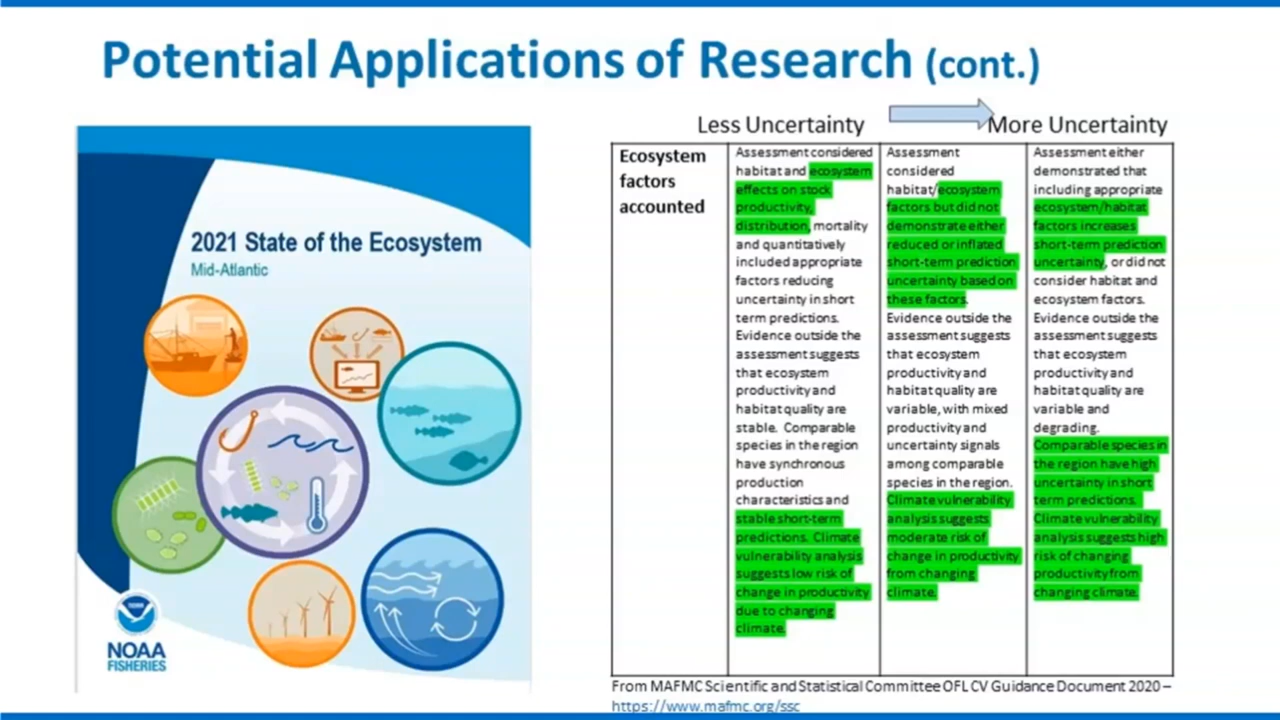 Potential Applications of Research (cont.)
2021 State of the Ecosystem
Mid-Atlantic
NOAA
FISHERIES
Less Uncertainty
More Uncertainty
Ecosystem
factors
accounted
Assessment considered
habitat and ecosystem
effects on stock
productivity,
distribution, mortality
and quantitatively
included appropriate
factors reducing
uncertainty in short
term predictions.
Evidence outside the
assessment suggests
that ecosystem
productivity and
habitat quality are
stable. Comparable
species in the region
have synchronous
production
characteristics and
stable short-term
predictions. Climate
vulnerability analysis
suggests low risk of
change in productivity
due to changing
climate.
Assessment
considered
habitat/ecosystem
factors but did not
demonstrate either
reduced or inflated
short-term prediction
uncertainty based on
these factors.
Evidence outside the
assessment suggests
that ecosystem
productivity and
habitat quality are
variable, with mixed
productivity and
uncertainty signals
among comparable
species in the region.
Climate vulnerability
analysis suggests
moderate risk of
change in productivity
from changing
climate.
Assessment either
demonstrated that
including appropriate
ecosystem/habitat
factors increases
short-term prediction
uncertainty, or did not
consider habitat and
ecosystem factors.
Evidence outside the
assessment suggests
that ecosystem
productivity and
habitat quality are
variable and
degrading.
Comparable species in
the region have high
uncertainty in short
term predictions.
Climate vulnerability
analysis suggests high
risk of changing
productivity from
changing climate.
From MAFMC Scientific and Statistical Committee OFL CV Guidance Document 2020 –
https://www.mafmc.org/ssc